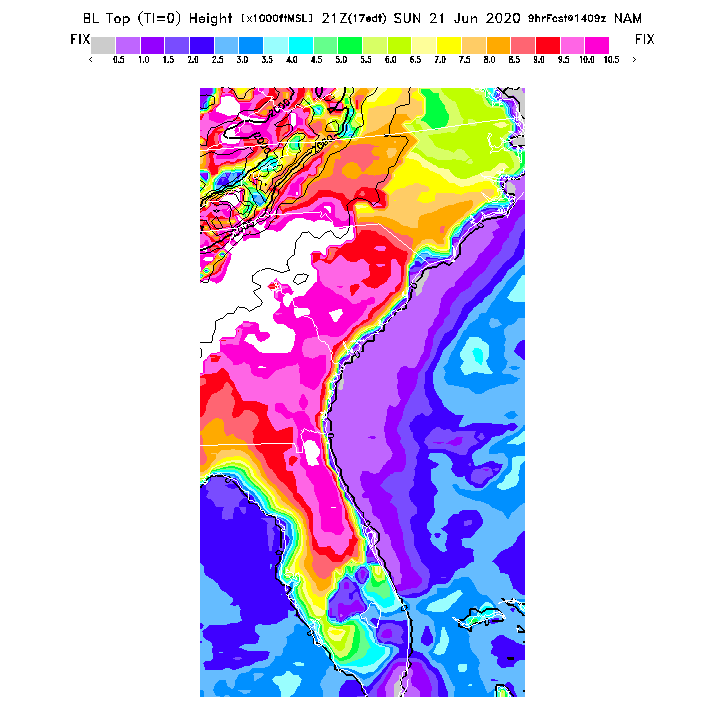 BL Top (TI=0) Height [x1000ftMSL] 21Z(17edt) SUN 21 Jun 2020 9hrFcst@1409z NAM
FIX FIX
< 0.5 1.0 1.5 2.0 2.5 3.0 3.5 4.0 4.5 5.0 5.5 6.0 6.5 7.0 7.5 8.0 8.5 9.0 9.5 10.0 10.5 >
2000
2000